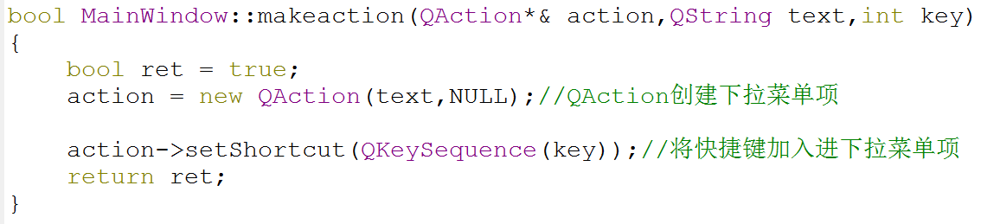 bool MainWindow::makeaction(QAction*& action,QString text,int key)
{
    bool ret = true;
    action = new QAction(text,NULL);//QAction创建下拉菜单项

    action->setShortcut(QKeySequence(key));//将快捷键加入进下拉菜单项
    return ret;
}